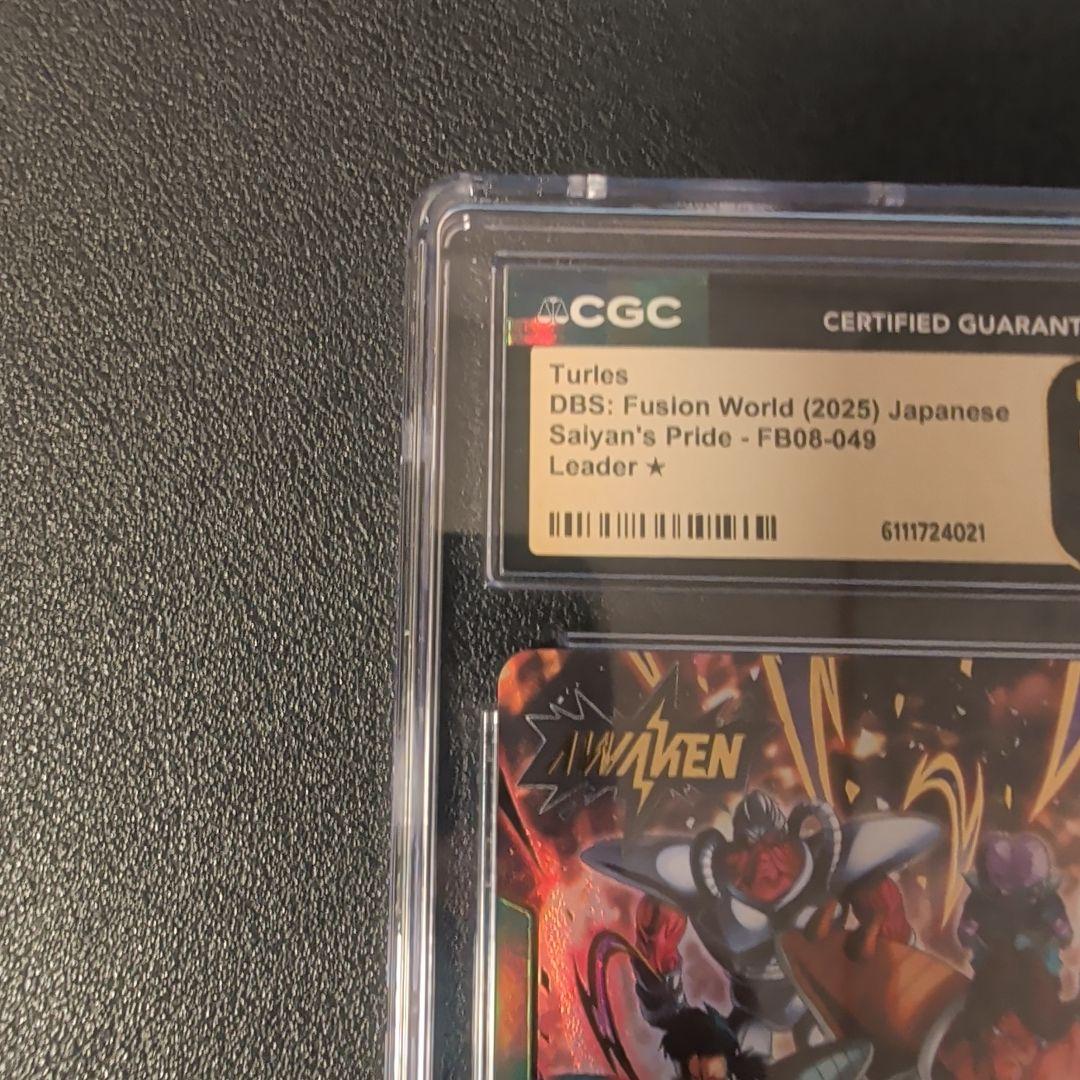 CGC
CERTIFIED GUARANT
Turles
DBS: Fusion World (2025) Japanese
Saiyan's Pride - FB08-049
Leader ★
6111724021
AWAKEN